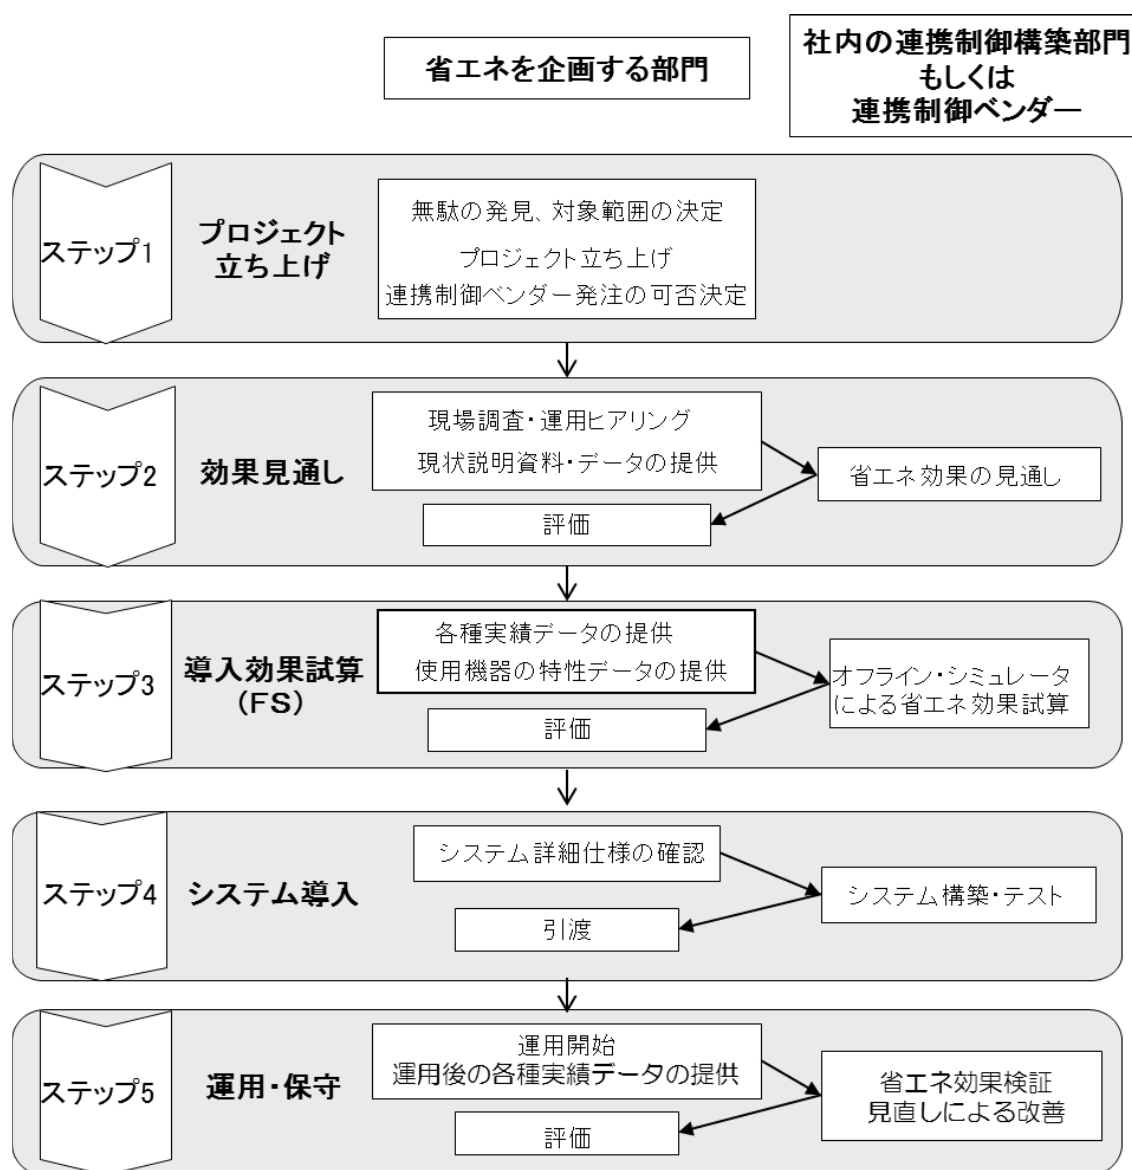 省エネを企画する部門
社内の連携制御構築部門
もしくは
連携制御ベンダー
ステップ1
プロジェクト
立ち上げ
無駄の発見、対象範囲の決定
プロジェクト立ち上げ
連携制御ベンダー発注の可否決定
ステップ2
効果見通し
現場調査・運用ヒアリング
現状説明資料・データの提供
省エネ効果の見通し
評価
ステップ3
導入効果試算
(FS)
各種実績データの提供
使用機器の特性データの提供
オフライン・シミュレータ
による省エネ効果試算
評価
ステップ4
システム導入
システム詳細仕様の確認
システム構築・テスト
引渡
ステップ5
運用・保守
運用開始
運用後の各種実績データの提供
省エネ効果検証
見直しによる改善
評価